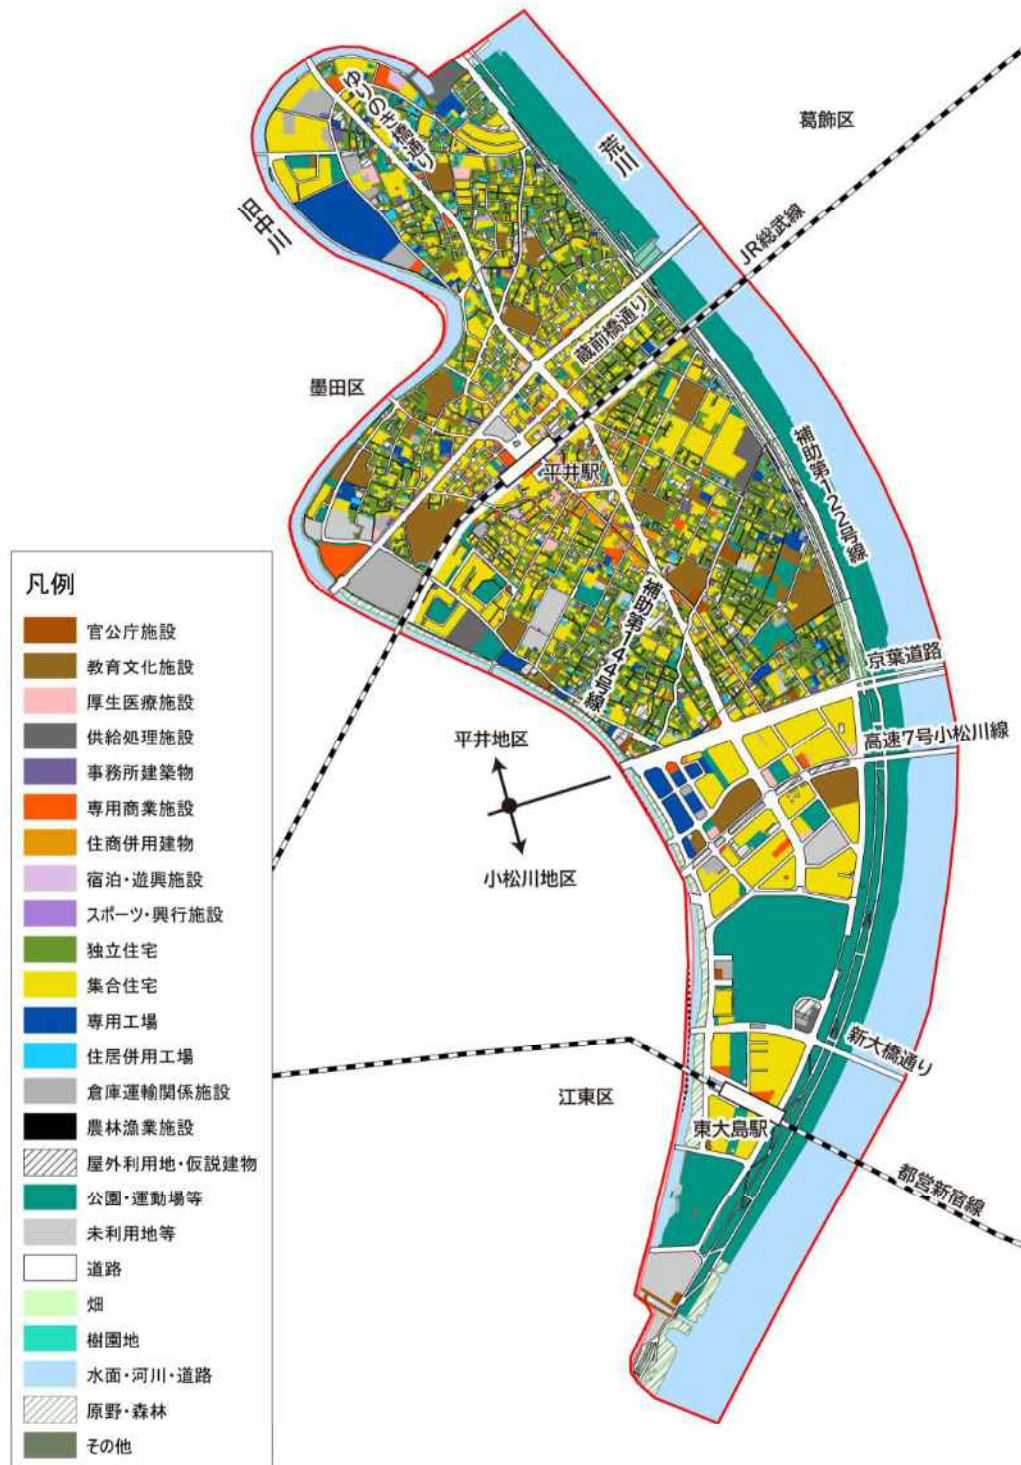 葛飾区
ゆりのき橋通り
荒川
旧中川
JR総武線
蔵前橋通り
墨田区
平井駅
補助第122号線
補助第144号線
京葉道路
高速7号小松川線
平井地区
小松川地区
新大橋通り
江東区
東大島駅
都営新宿線
凡例
官公庁施設
教育文化施設
厚生医療施設
供給処理施設
事務所建築物
専用商業施設
住商併用建物
宿泊・遊興施設
スポーツ・興行施設
独立住宅
集合住宅
専用工場
住居併用工場
倉庫運輸関係施設
農林漁業施設
屋外利用地・仮説建物
公園・運動場等
未利用地等
道路
畑
樹園地
水面・河川・道路
原野・森林
その他